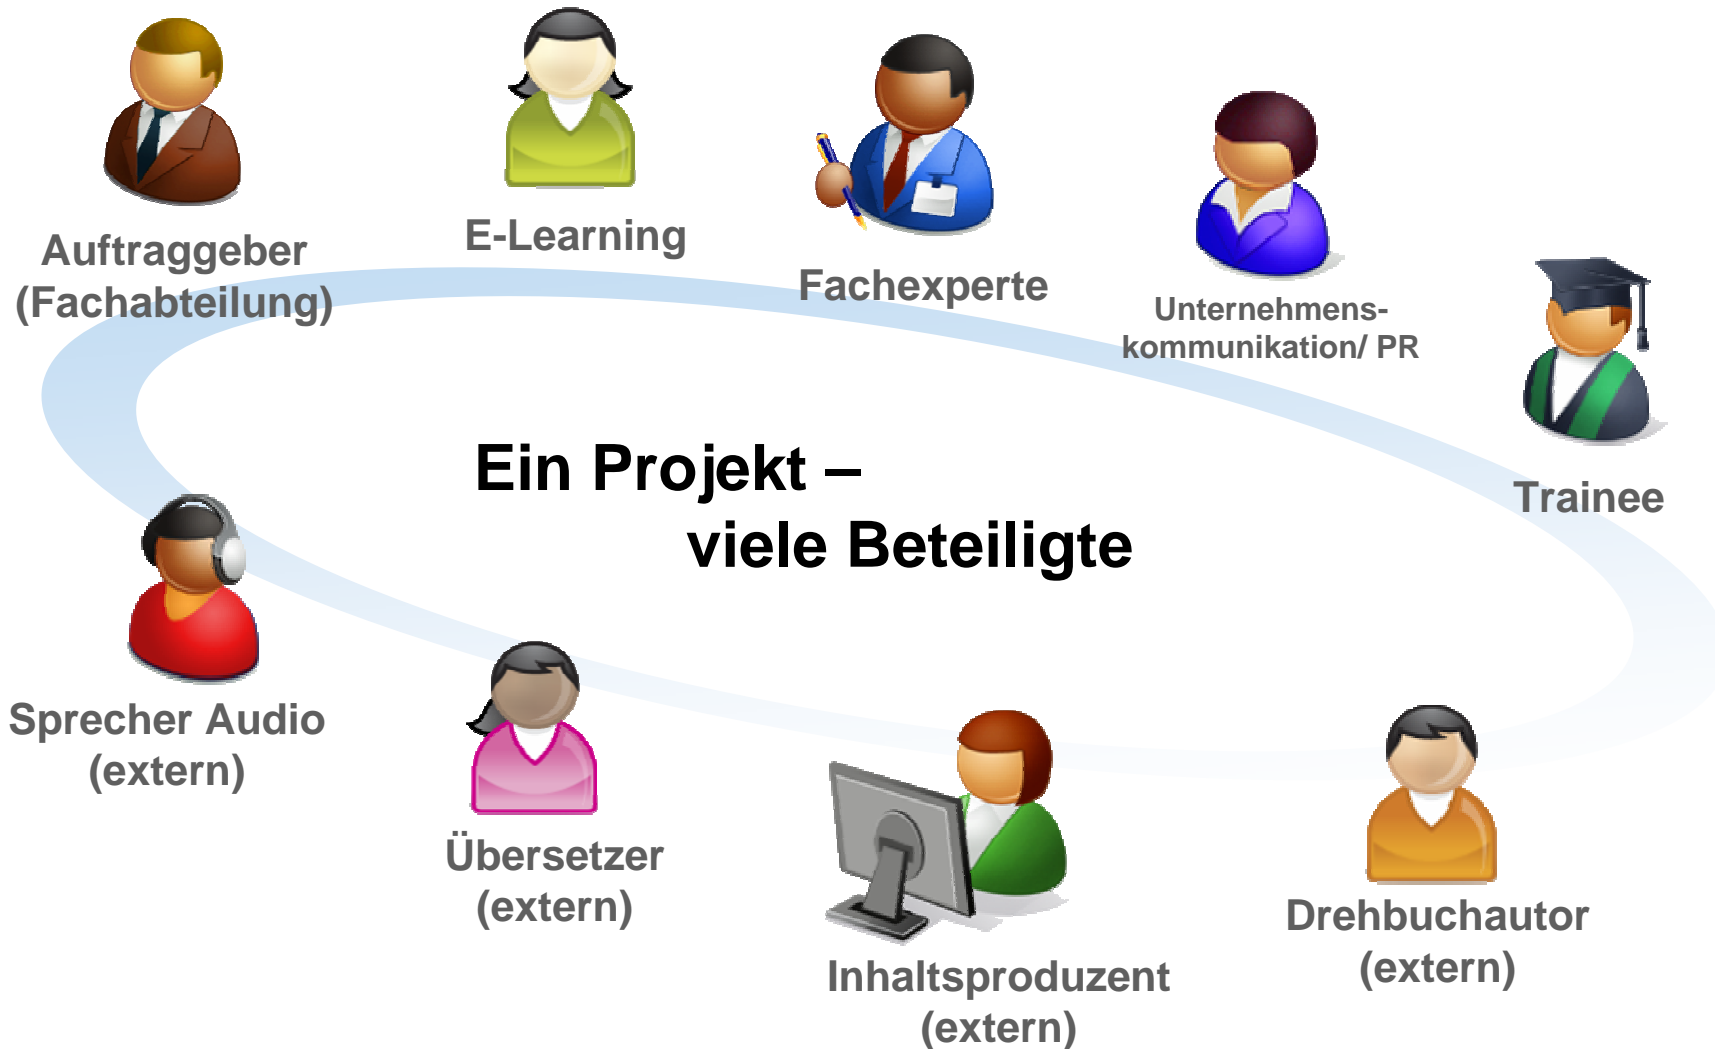 Auftraggeber
(Fachabteilung)
E-Learning
Fachexperte
Unternehmens-
kommunikation/ PR
Trainee
Ein Projekt –
viele Beteiligte
Sprecher Audio
(extern)
Übersetzer
(extern)
Inhaltsproduzent
(extern)
Drehbuchautor
(extern)